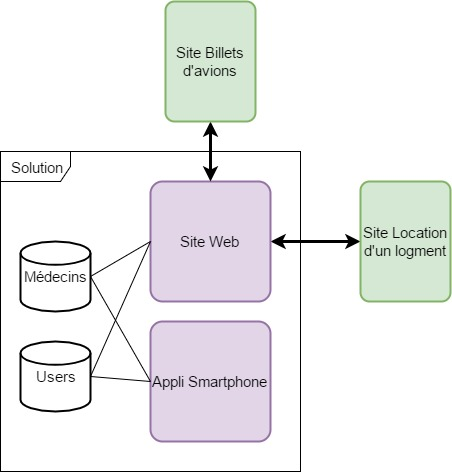 Site Billets
d'avions
Solution
Site Web
Site Location
d'un logment
Médecins
Users
Appli Smartphone